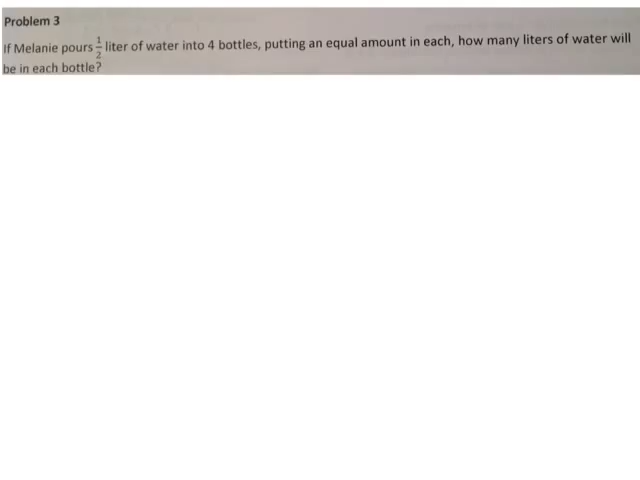 Problem 3
If Melanie pours 1/2 liter of water into 4 bottles, putting an equal amount in each, how many liters of water will
be in each bottle?